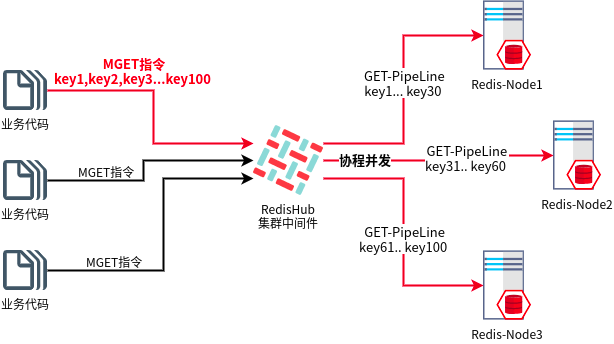 MGET指令
key1,key2,key3...key100
业务代码
MGET指令
业务代码
MGET指令
业务代码
RedisHub
集群中间件
协程并发
GET-PipeLine
key1... key30
GET-PipeLine
key31.. key60
GET-PipeLine
key61.. key100
Redis-Node1
Redis-Node2
Redis-Node3